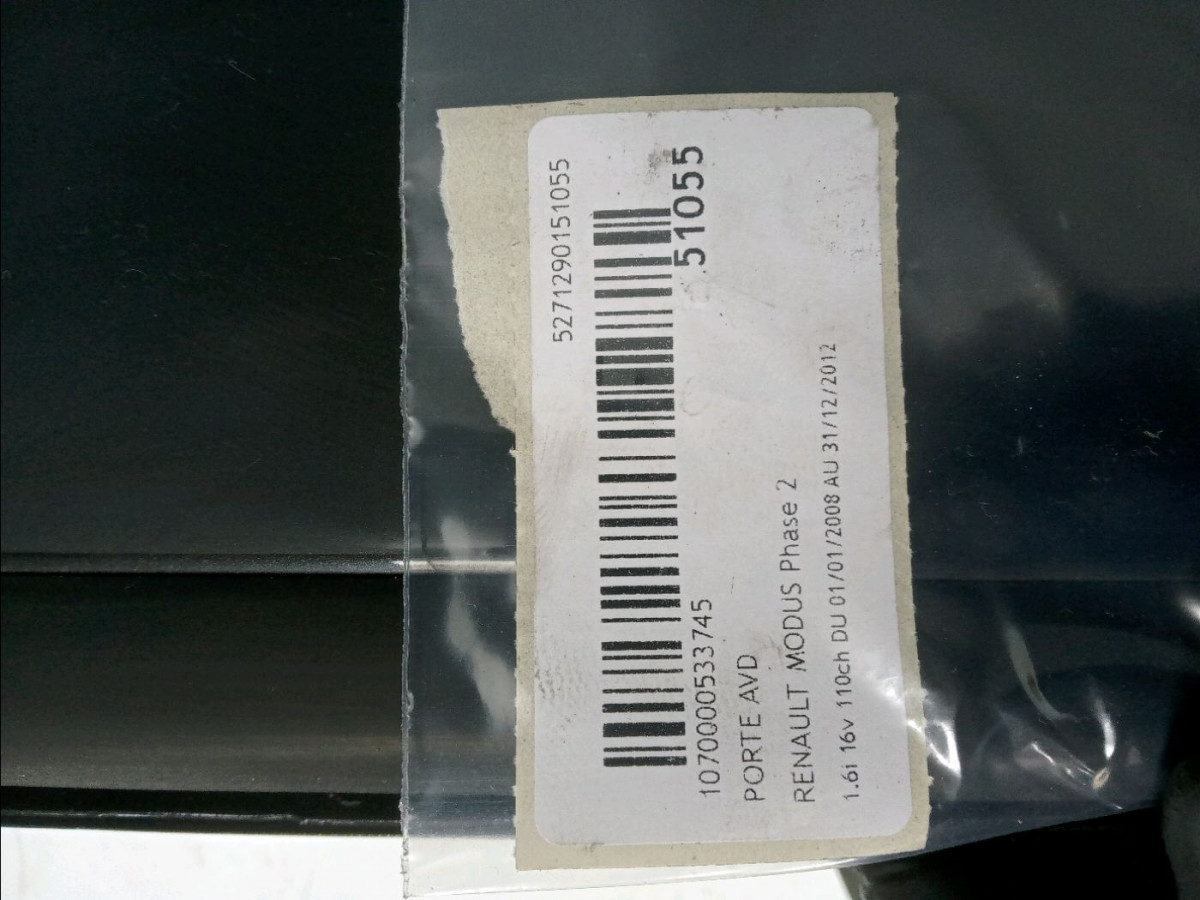 5271290151055
51055
1070000533745
PORTE AVD
RENAULT MODUS Phase 2
1.6i 16v 110ch DU 01/01/2008 AU 31/12/2012